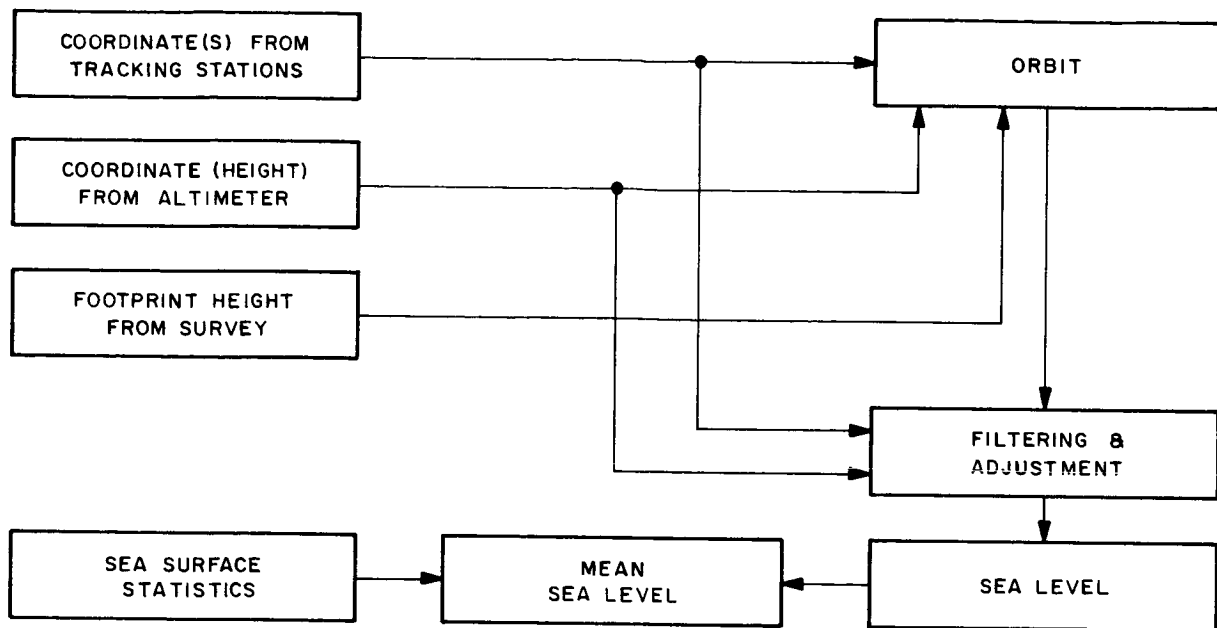 COORDINATE(S) FROM
TRACKING STATIONS
ORBIT
COORDINATE (HEIGHT)
FROM ALTIMETER
FOOTPRINT HEIGHT
FROM SURVEY
FILTERING &
ADJUSTMENT
SEA SURFACE
STATISTICS
MEAN
SEA LEVEL
SEA LEVEL